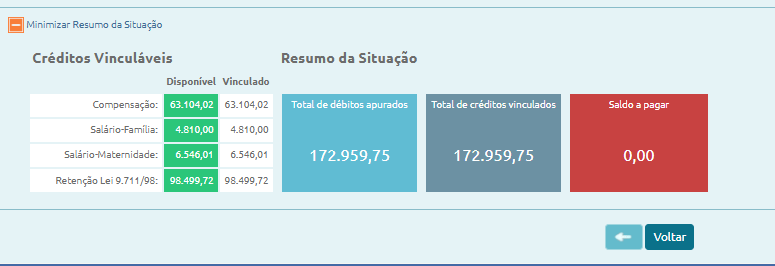 Minimizar Resumo da Situação
Créditos Vinculáveis
Resumo da Situação
Disponível Vinculado
Compensação: 63.104,02 63.104,02
Salário-Família: 4.810,00 4.810,00
Salário-Maternidade: 6.546,01 6.546,01
Retenção Lei 9.711/98: 98.499,72 98.499,72
Total de débitos apurados
172.959,75
Total de créditos vinculados
172.959,75
Saldo a pagar
0,00
Voltar